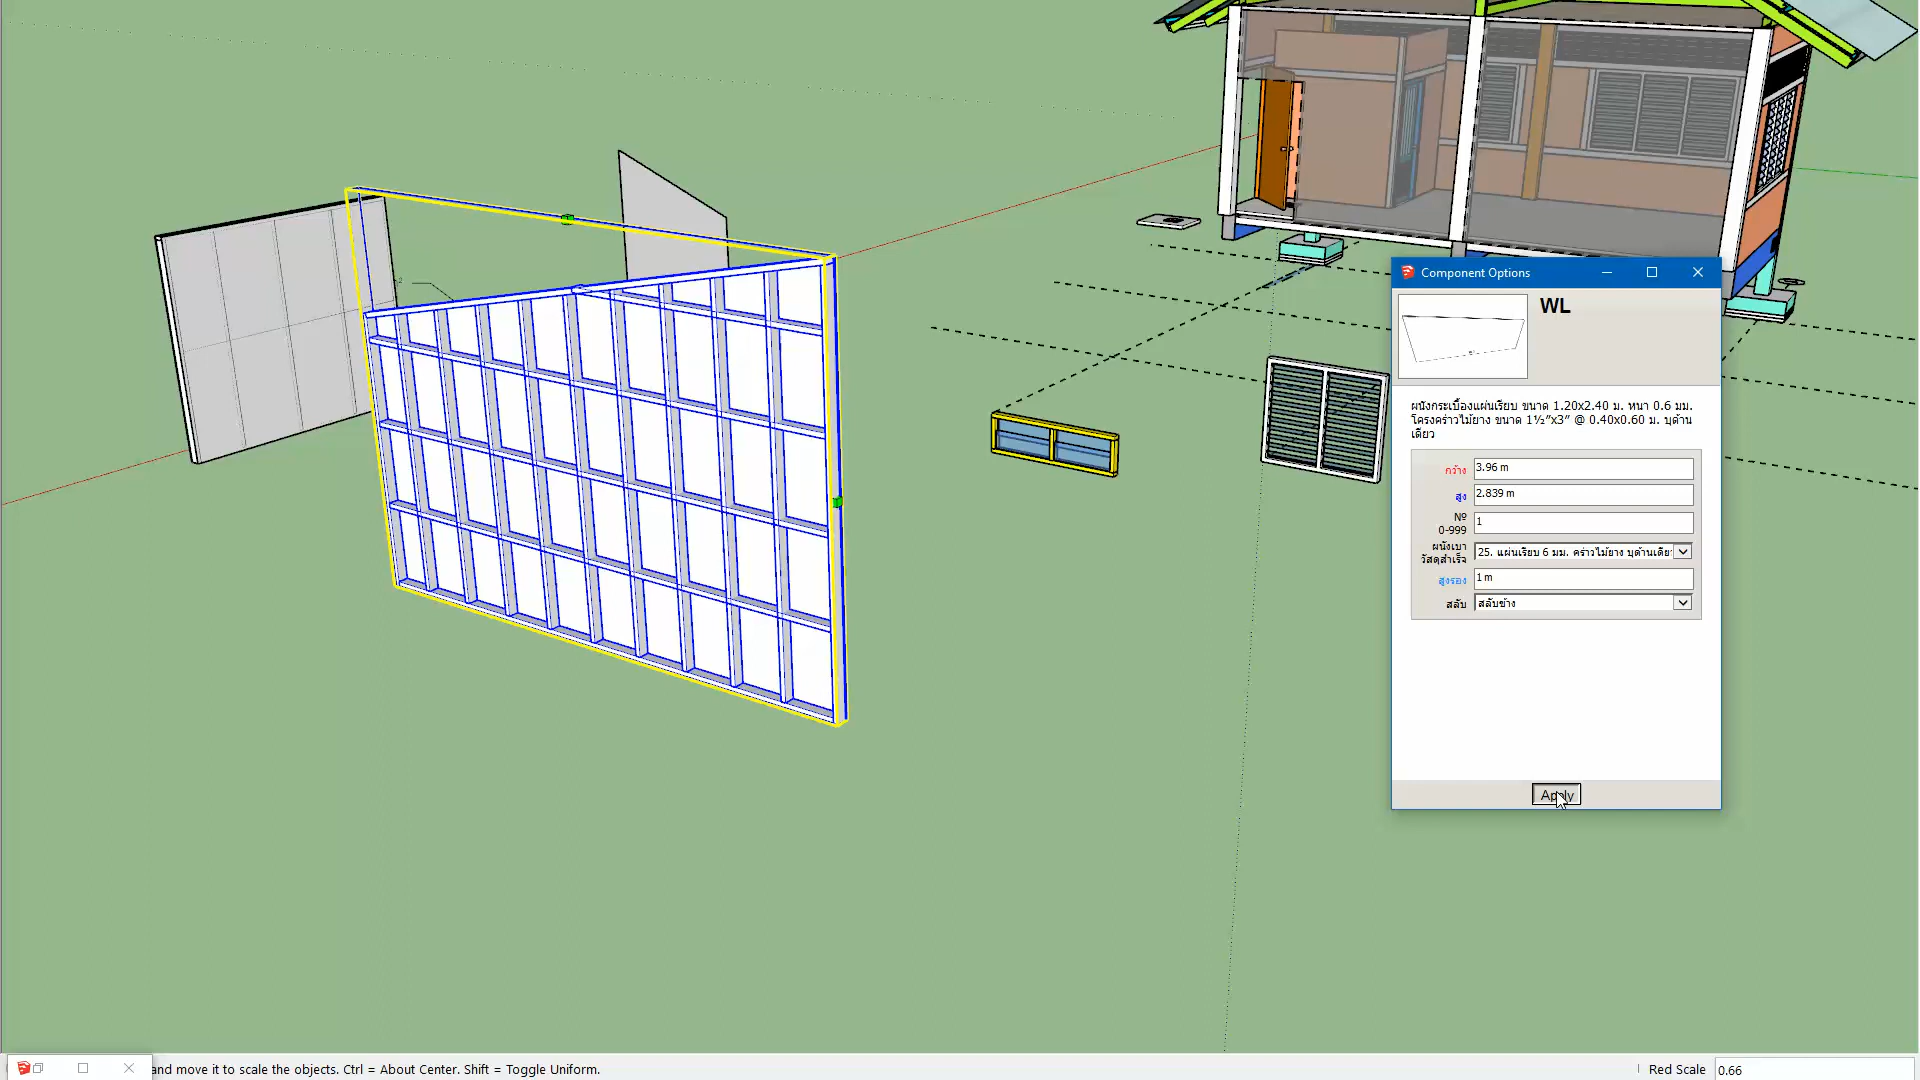 Component Options
WL
ผนังกระเบื้องแผ่นเรียบ ขนาด 1.20x2.40 ม. หนา 0.6 มม.
โครงคร่าวไม้ยาง ขนาด 1½"x3" @ 0.40x0.60 ม. บุด้าน
เดียว
กว้าง 3.96 m
สูง 2.839 m
Nº
0-999 1
ผนังเบา
วัสดุสำเร็จ 25. แผ่นเรียบ 6 มม. คร่าวไม้ยาง บุด้านเดียว
สูงรอง 1 m
สลับ สลับข้าง
Apply
and move it to scale the objects. Ctrl = About Center. Shift = Toggle Uniform.
Red Scale 0.66